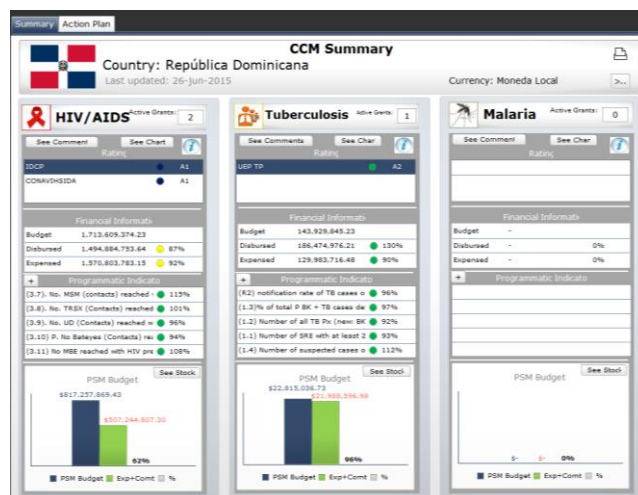 Summary Action Plan
CCM Summary
Country: República Dominicana
Last updated: 26-Jun-2015
Currency: Moneda Local
>..
HIV/AIDS
Active Grants: 2
See Comment See Chart
Rating
IDCP A1
CONAVIHSIDA A1
Financial Informati
Budget 1,713,609,374.23
Disbursed 1,494,884,753.64 87%
Expensed 1,570,803,783.15 92%
+ Programmatic Indicato
(3.7). No. MSM (contacts) reached 115%
(3.8). No. TRSX (Contacts) reached 101%
(3.9). No. UD (Contacts) reached w 96%
(3.10) P. No Bateyes (Contacts) rea 94%
(3.11) No MBE reached with HIV pre 108%
See Stock
PSM Budget
$817,257,869.43
$507,244,807.30
62%
PSM Budget Exp+Comt %
Tuberculosis
Active Grants: 1
See Comments See Char
Rating
UEP TP A2
Financial Informati
Budget 143,929,845.23
Disbursed 186,474,976.21 130%
Expensed 129,983,716.48 90%
Programmatic Indicato
(R2) notification rate of TB cases o 96%
(1.3)% of total P BK + TB cases de 97%
(1.2) Number of all TB Px (new: BK 92%
(1.1) Number of SRE with at least 2 93%
(1.4) Number of suspected cases o 112%
See Stock
PSM Budget
$22,815,036.73
$21,988,596.98
96%
PSM Budget Exp+Comt %
Malaria
Active Grants: 0
See Comment See Char
Rating
Financial Informati
Budget -
Disbursed - 0%
Expensed - 0%
+ Programmatic Indicato
See Stock
PSM Budget
$- $- 0%
PSM Budget Exp+Comt %